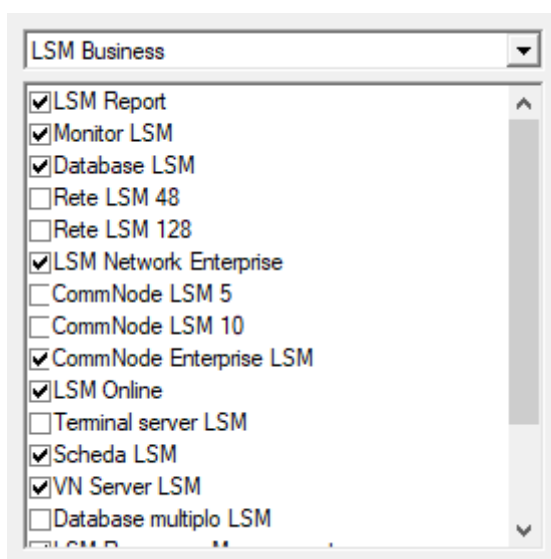 LSM Business
LSM Report
Monitor LSM
Database LSM
Rete LSM 48
Rete LSM 128
LSM Network Enterprise
CommNode LSM 5
CommNode LSM 10
CommNode Enterprise LSM
LSM Online
Terminal server LSM
Scheda LSM
VN Server LSM
Database multiplo LSM